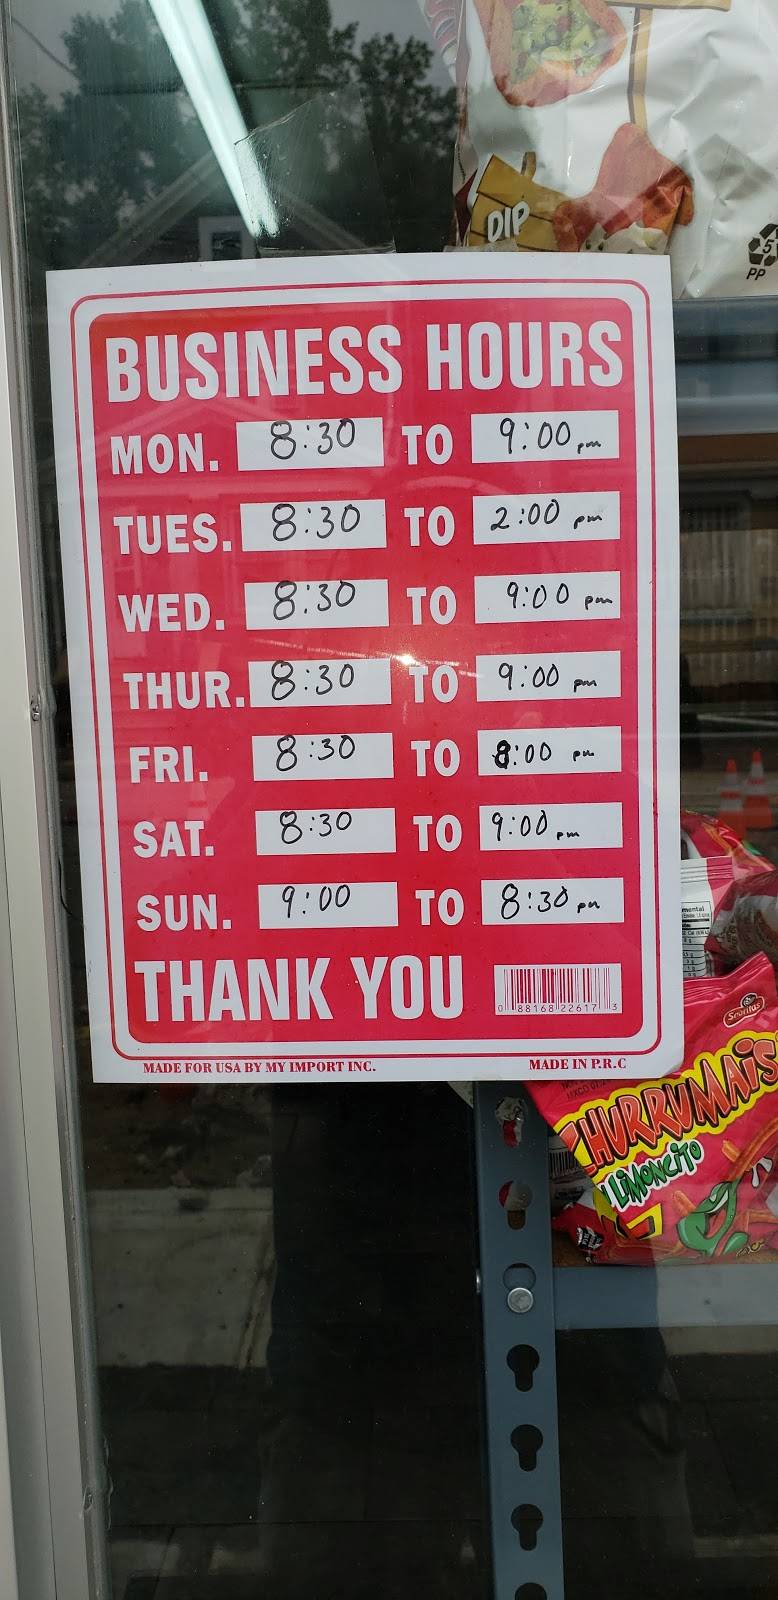 DIP
5
PP
BUSINESS HOURS
MON. 8:30 TO 9:00 pm
TUES. 8:30 TO 2:00 pm
WED. 8:30 TO 9:00 pm
THUR. 8:30 TO 9:00 pm
FRI. 8:30 TO 8:00 pm
SAT. 8:30 TO 9:00 pm
SUN. 9:00 TO 8:30 pm
THANK YOU
0 88168 22617 3
MADE FOR USA BY MY IMPORT INC. MADE IN P.R.C
Sabritas
CHURRUMAIS
LiMONCiTO